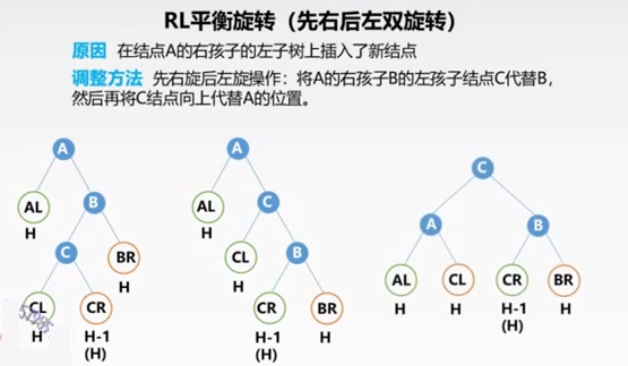 RL平衡旋转（先右后左双旋转）
原因 在结点A的右孩子的左子树上插入了新结点
调整方法 先右旋后左旋操作：将A的右孩子B的左孩子结点C代替B，
然后再将C结点向上代替A的位置。
A
AL
H
B
C
BR
H
CL
H
CR
H-1
(H)
A
AL
H
C
CL
H
B
CR
H-1
(H)
BR
H
C
A
B
AL
CL
CR
BR
H
H
H-1
(H)
H